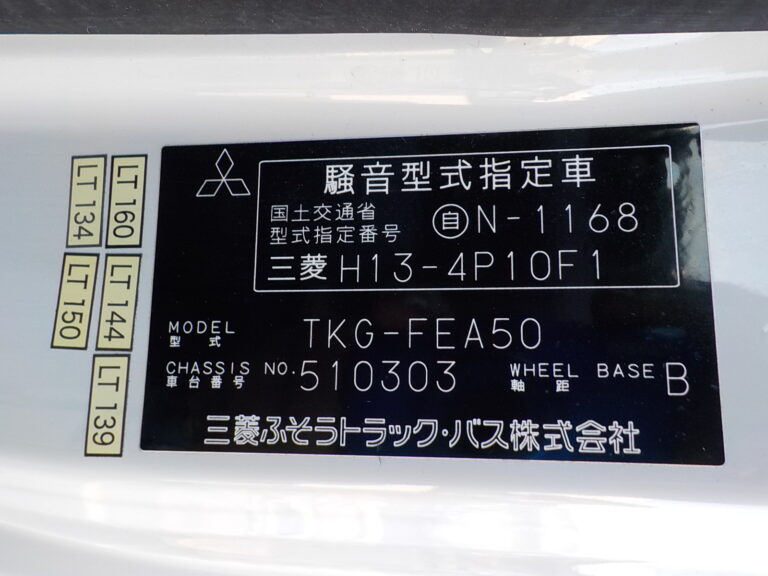 騒音型式指定車
国土交通省
型式指定番号
自 N-1168
三菱 H13-4P10F1
MODEL
型式
TKG-FEA50
CHASSIS NO.
車台番号
510303
WHEEL BASE
軸距
B
三菱ふそうトラック・バス株式会社
LT 160
LT 134
LT 144
LT 150
LT 139